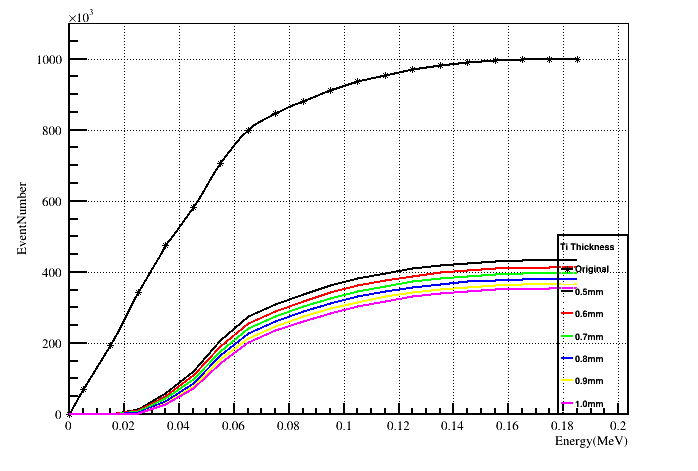 ×10³
1000
800
600
400
200
0
EventNumber
Ti Thickness
Original
0.5mm
0.6mm
0.7mm
0.8mm
0.9mm
1.0mm
0 0.02 0.04 0.06 0.08 0.1 0.12 0.14 0.16 0.18 0.2
Energy(MeV)